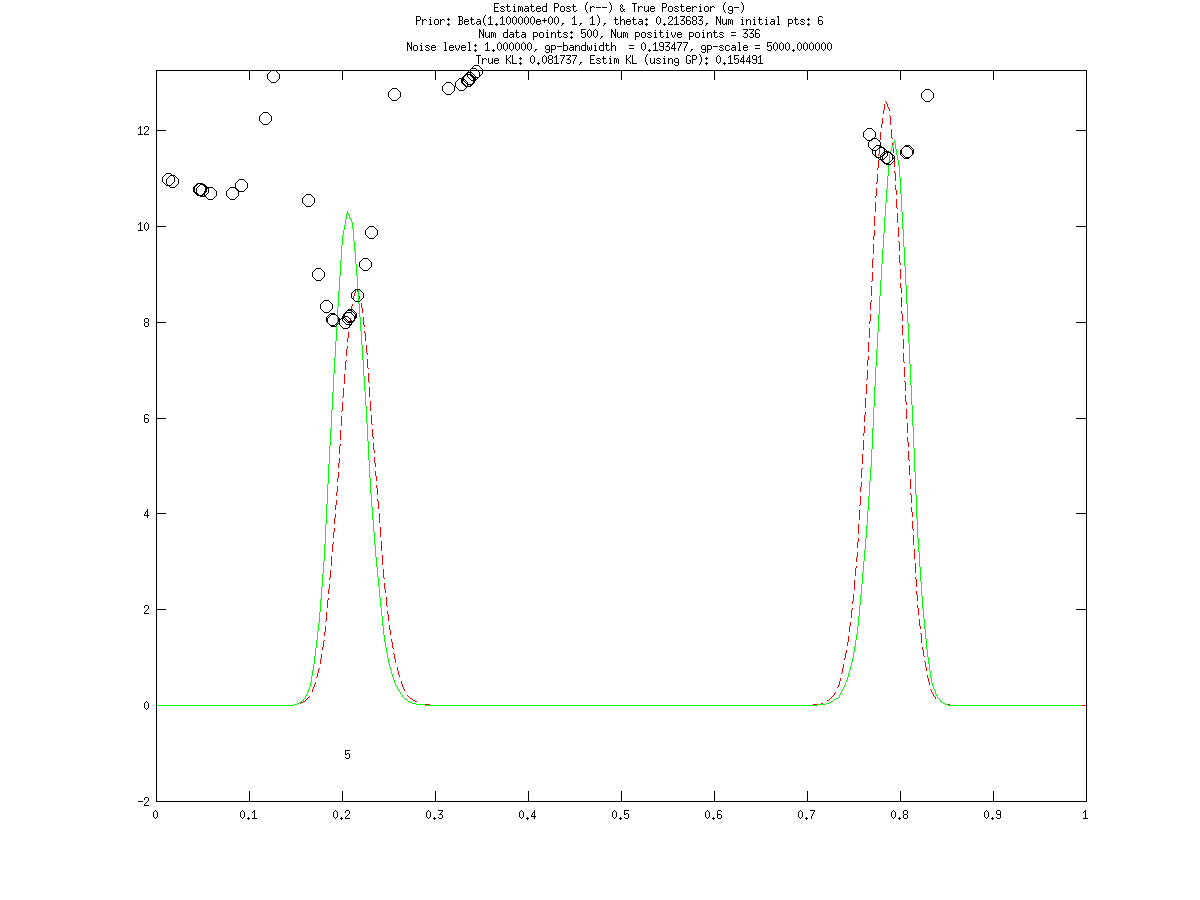 Estimated Post (r--) & True Posterior (g-)
Prior: Beta(1.100000e+00, 1, 1), theta: 0.213683, Num initial pts: 6
Num data points: 500, Num positive points = 336
Noise level: 1.000000, gp-bandwidth  = 0.193477, gp-scale = 5000.000000
True KL: 0.081737, Estim KL (using GP): 0.154491
12
10
8
6
4
2
0
5
-2
0 0.1 0.2 0.3 0.4 0.5 0.6 0.7 0.8 0.9 1